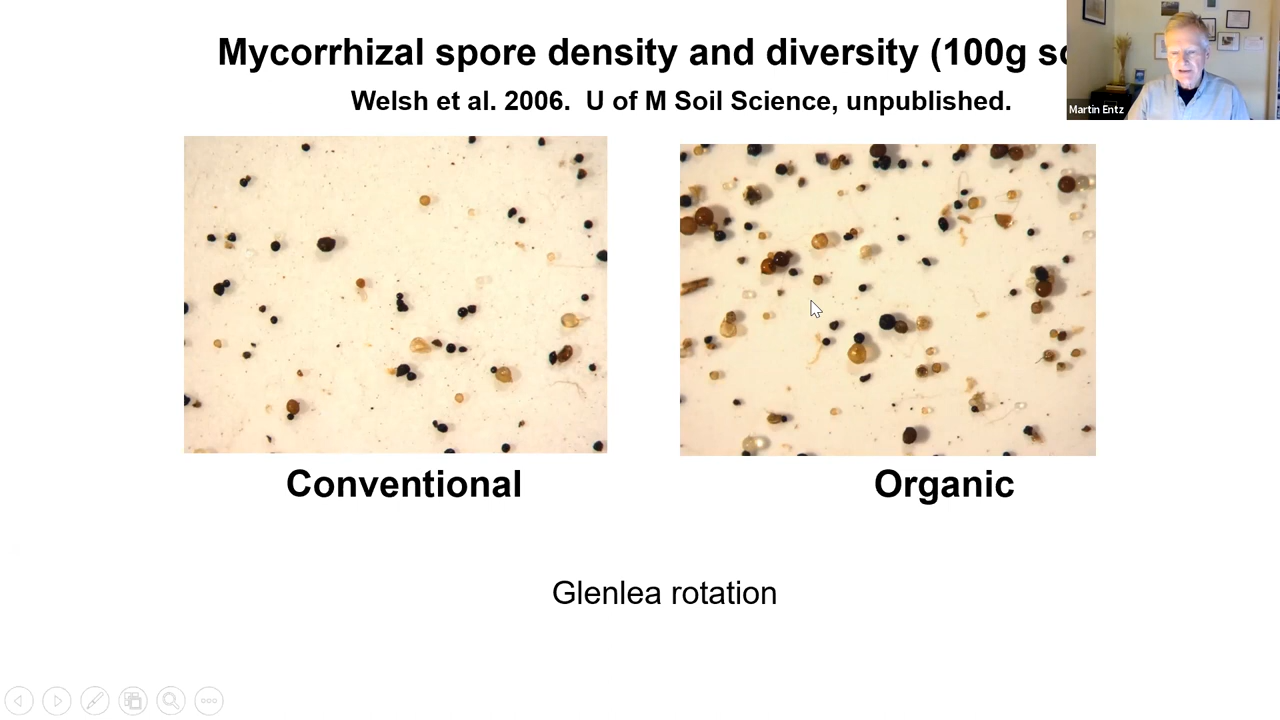 Mycorrhizal spore density and diversity (100g
Welsh et al. 2006. U of M Soil Science, unpublished.
Martin Entz
Conventional
Organic
Glenlea rotation